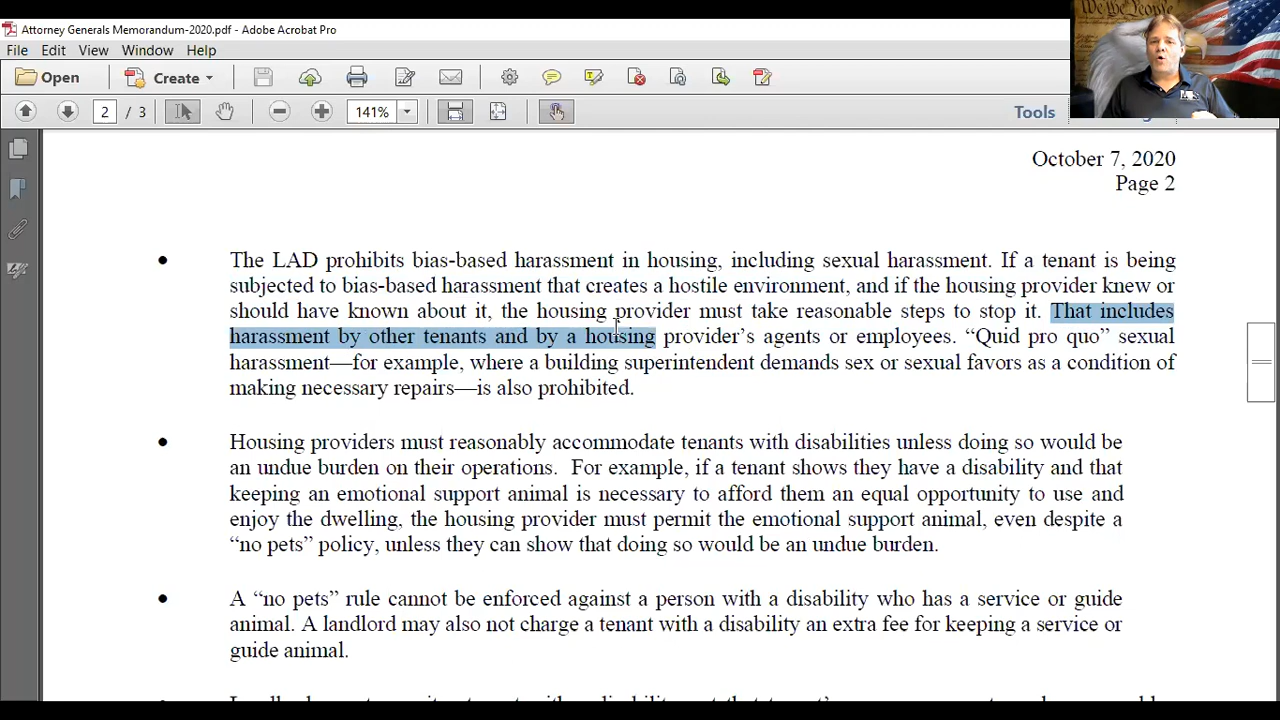 Attorney Generals Memorandum-2020.pdf - Adobe Acrobat Pro
We the People
File Edit View Window Help
Open Create
2 / 3 141% Tools
October 7, 2020
Page 2
• The LAD prohibits bias-based harassment in housing, including sexual harassment. If a tenant is being
subjected to bias-based harassment that creates a hostile environment, and if the housing provider knew or
should have known about it, the housing provider must take reasonable steps to stop it. That includes
harassment by other tenants and by a housing provider’s agents or employees. “Quid pro quo” sexual
harassment—for example, where a building superintendent demands sex or sexual favors as a condition of
making necessary repairs—is also prohibited.
• Housing providers must reasonably accommodate tenants with disabilities unless doing so would be
an undue burden on their operations.  For example, if a tenant shows they have a disability and that
keeping an emotional support animal is necessary to afford them an equal opportunity to use and
enjoy the dwelling, the housing provider must permit the emotional support animal, even despite a
“no pets” policy, unless they can show that doing so would be an undue burden.
• A “no pets” rule cannot be enforced against a person with a disability who has a service or guide
animal. A landlord may also not charge a tenant with a disability an extra fee for keeping a service or
guide animal.